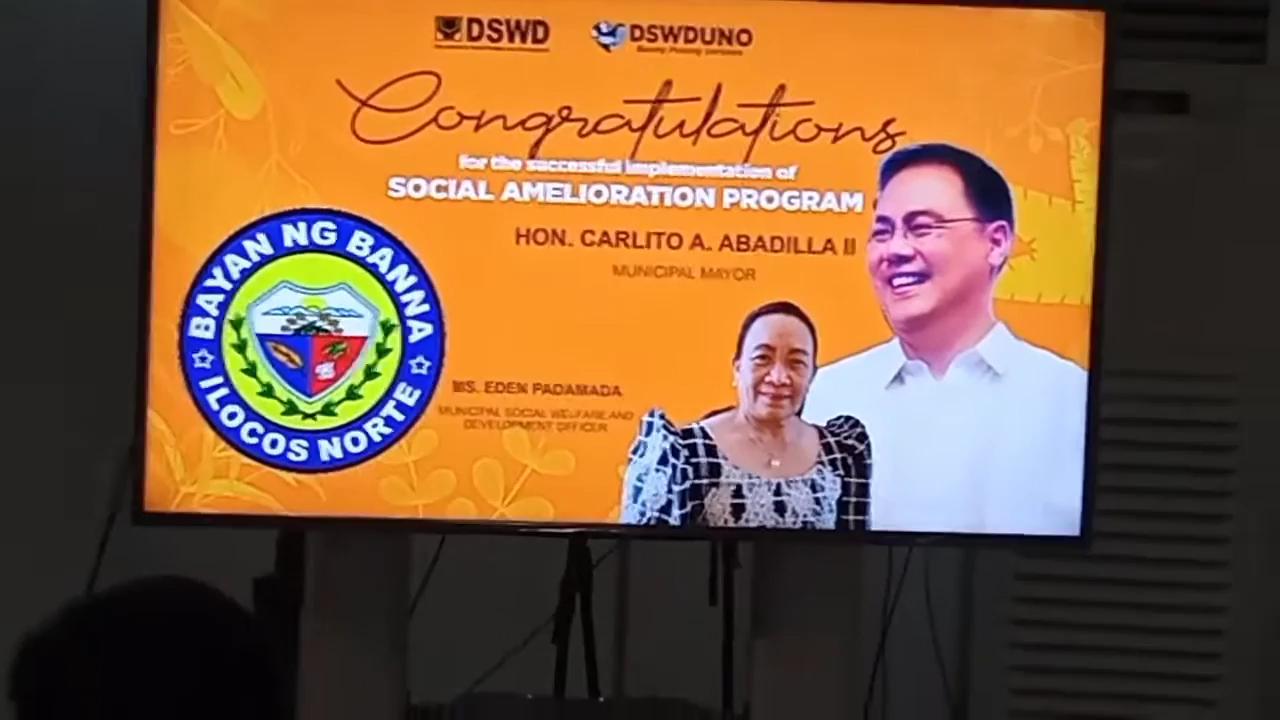 DSWD
DSWDUNO
Congratulations
for the successful implementation of
SOCIAL AMELIORATION PROGRAM
HON. CARLITO A. ABADILLA II
MUNICIPAL MAYOR
BAYAN NG BANNA
ILOCOS NORTE
MS. EDEN PADAMADA
MUNICIPAL SOCIAL WELFARE AND
DEVELOPMENT OFFICER